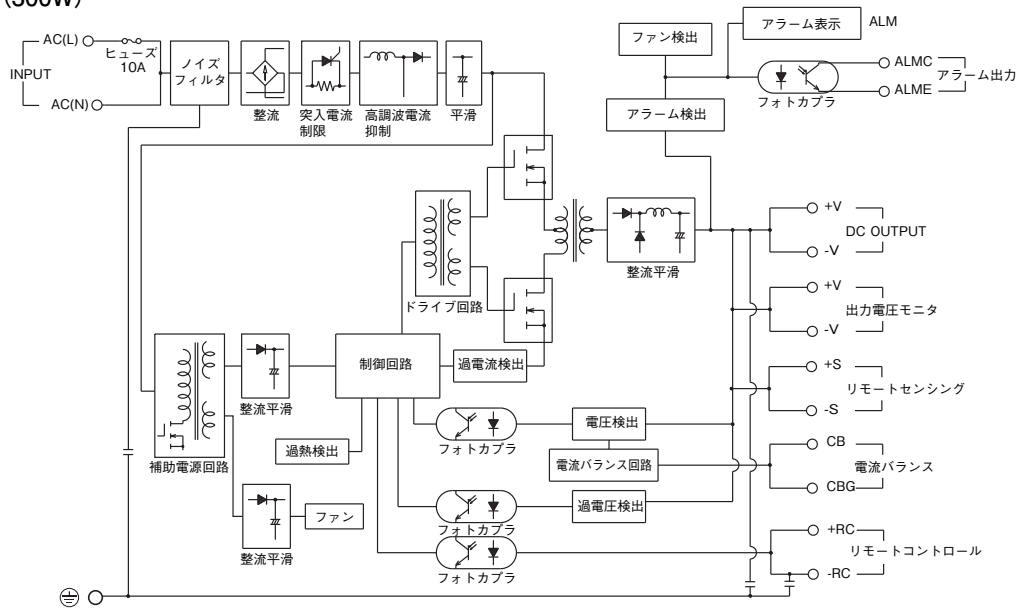 (300W)
AC(L)
ヒューズ
10A
INPUT
AC(N)
ノイズ
フィルタ
整流
突入電流
制限
高調波電流
抑制
平滑
ファン検出
アラーム表示
ALM
フォトカプラ
ALMC
ALME
アラーム出力
アラーム検出
ドライブ回路
整流平滑
+V
-V
DC OUTPUT
+V
-V
出力電圧モニタ
補助電源回路
整流平滑
制御回路
過電流検出
+S
-S
リモートセンシング
過熱検出
フォトカプラ
電圧検出
電流バランス回路
CB
CBG
電流バランス
整流平滑
ファン
フォトカプラ
過電圧検出
フォトカプラ
+RC
-RC
リモートコントロール